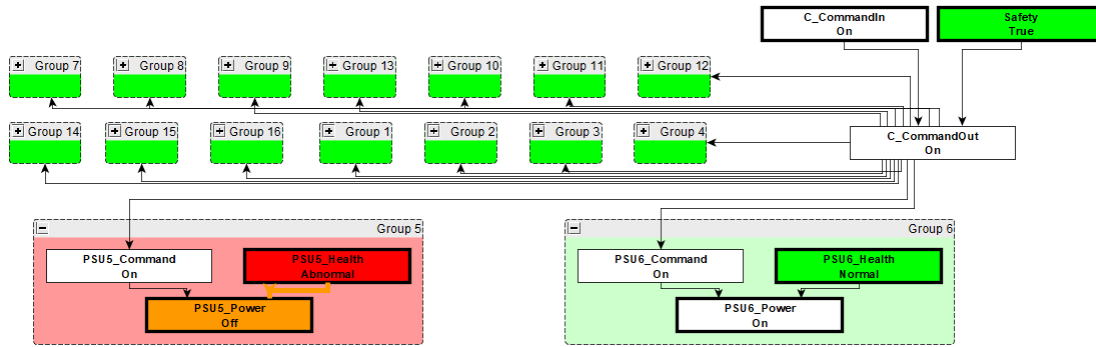 C_CommandIn
On
Safety
True
Group 7
Group 8
Group 9
Group 13
Group 10
Group 11
Group 12
Group 14
Group 15
Group 16
Group 1
Group 2
Group 3
Group 4
C_CommandOut
On
Group 5
PSU5_Command
On
PSU5_Health
Abnormal
PSU5_Power
Off
Group 6
PSU6_Command
On
PSU6_Health
Normal
PSU6_Power
On